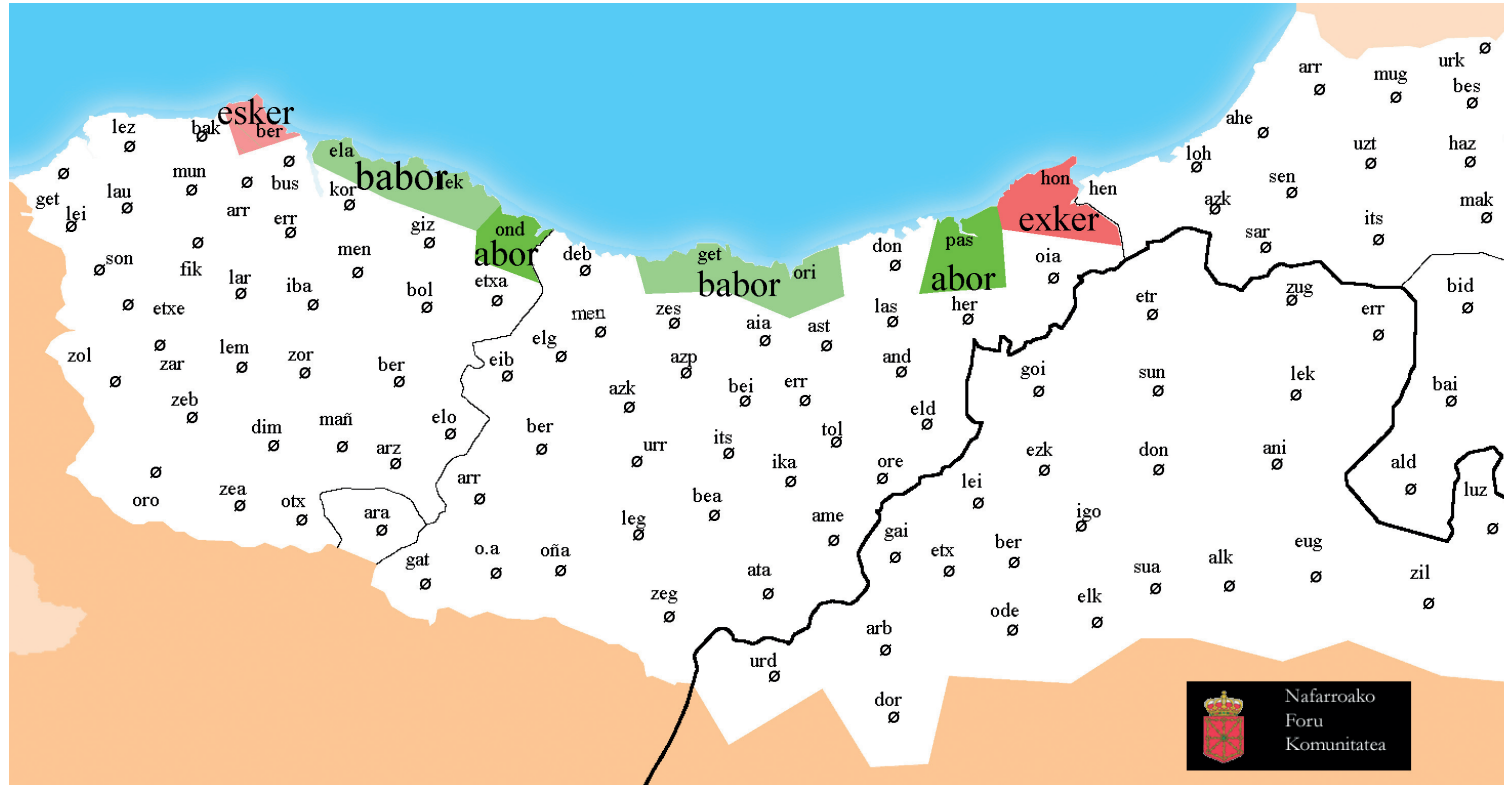 arr
mug
urk
bes
lez
bak
esker
ber
ahe
ela
babor
lek
loh
uzt
haz
get
lau
mun
bus
kor
hon
hen
sen
azk
lei
arr
err
giz
ond
exker
its
mak
son
fik
men
abor
deb
get
ori
babor
don
pas
abor
oia
sar
lar
iba
bol
etxa
etxe
men
zes
aia
ast
las
her
etr
zug
err
bid
zol
zar
lem
zor
ber
eib
elg
azp
and
goi
sun
lek
bai
zeb
azk
bei
err
dim
mañ
elo
ber
eld
arz
urr
its
tol
ezk
don
ani
ald
oro
zea
otx
ara
arr
ika
ore
lei
luz
leg
bea
ame
igo
gat
o.a
oña
ata
gai
etx
ber
sua
alk
eug
zil
zeg
ode
elk
arb
urd
dor
Nafarroako
Foru
Komunitatea